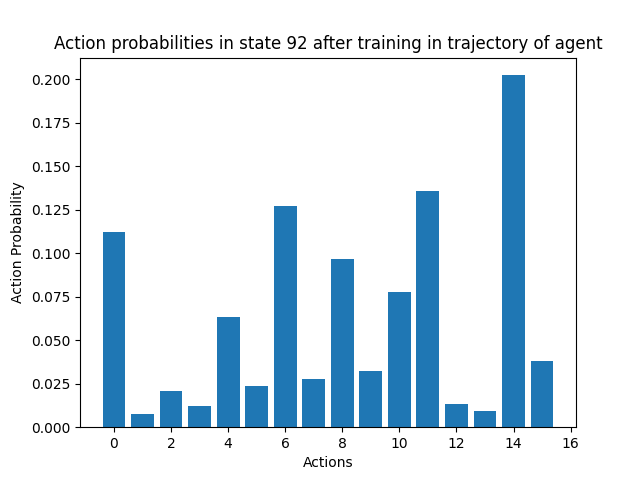 Action probabilities in state 92 after training in trajectory of agent
0.200
0.175
0.150
0.125
0.100
0.075
0.050
0.025
0.000
Action Probability
0 2 4 6 8 10 12 14 16
Actions